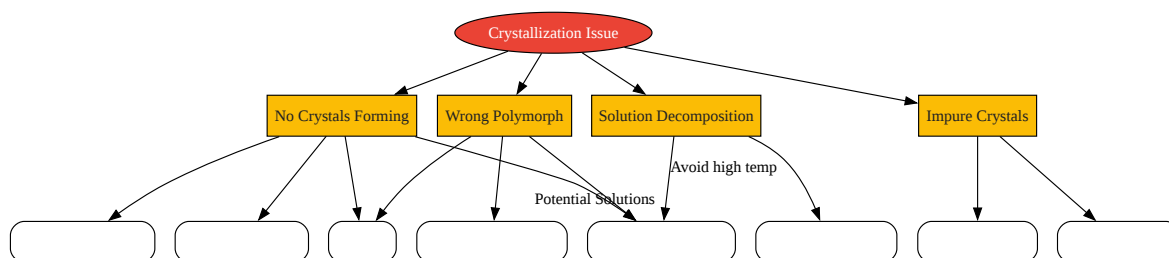 Crystallization Issue
No Crystals Forming
Wrong Polymorph
Solution Decomposition
Impure Crystals
Avoid high temp
Potential Solutions